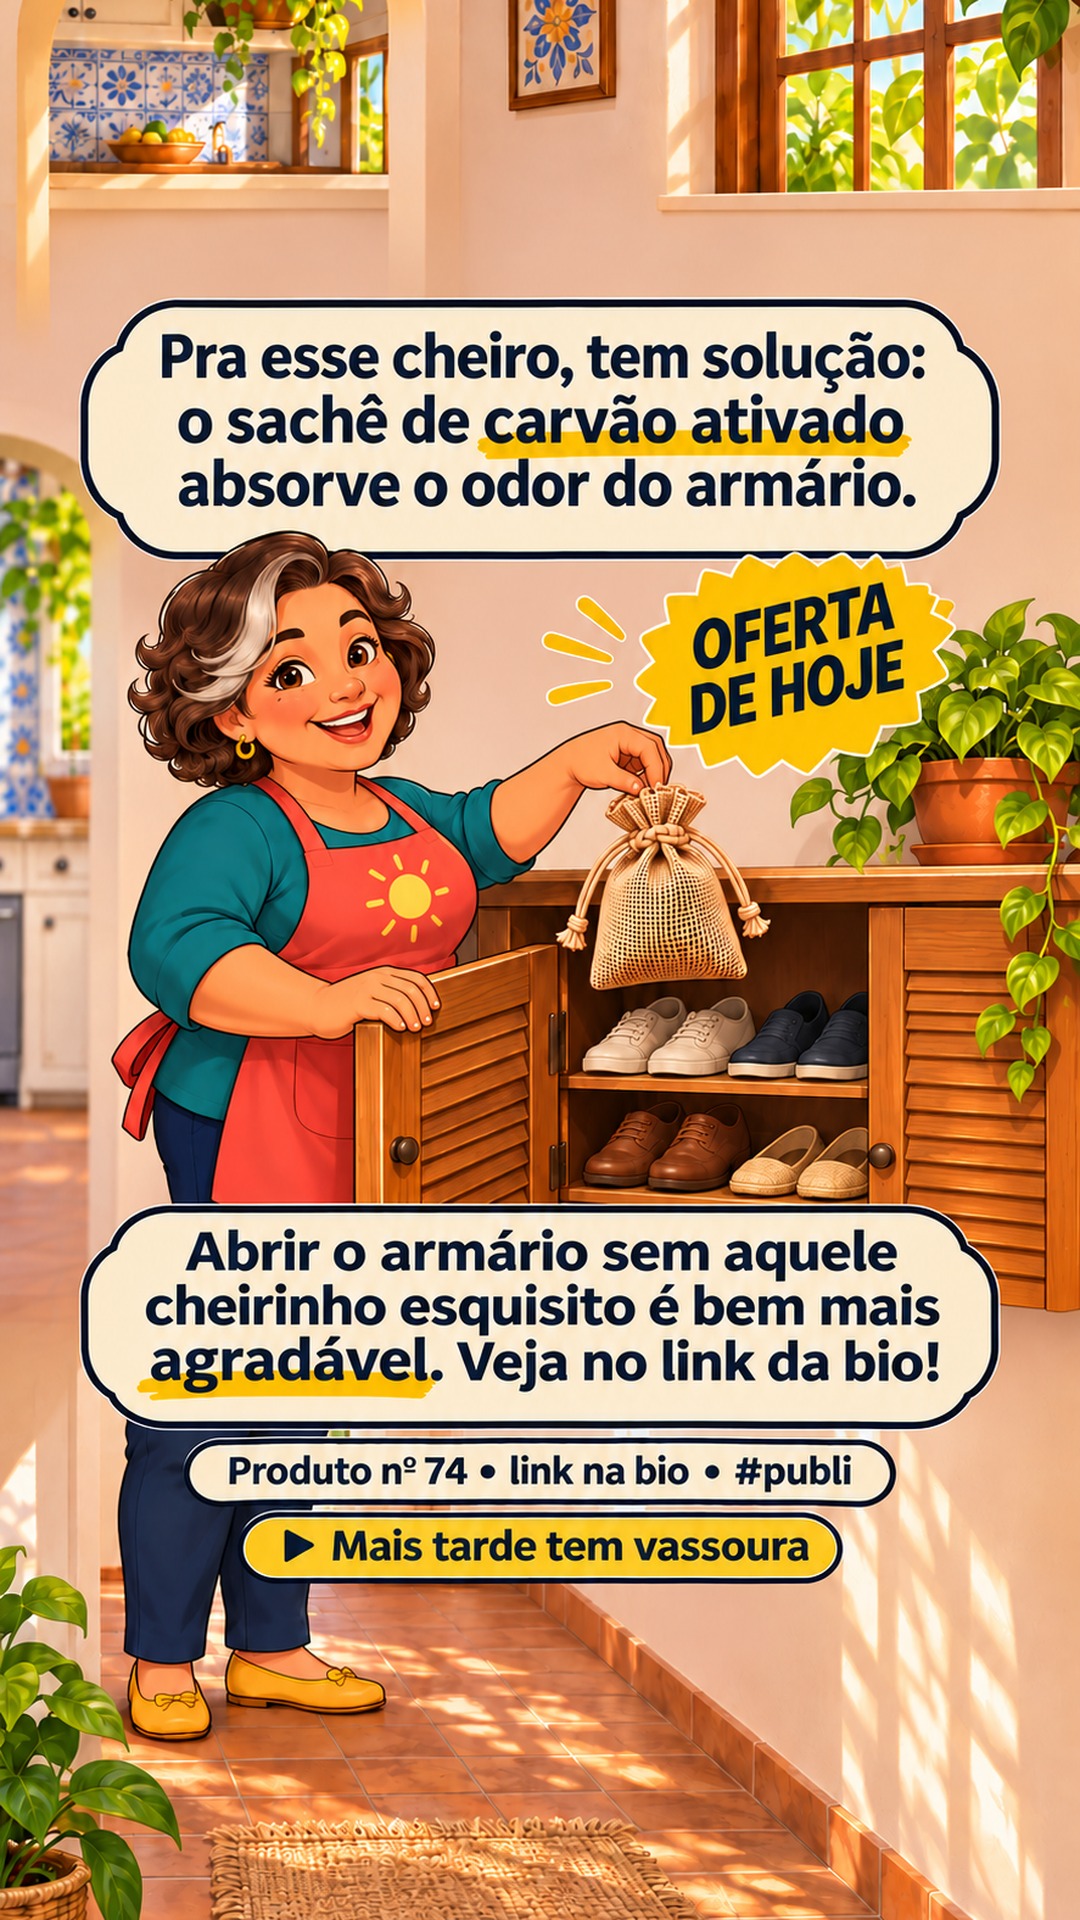 Pra esse cheiro, tem solução:
o sachê de carvão ativado
absorve o odor do armário.
OFERTA
DE HOJE
Abrir o armário sem aquele
cheirinho esquisito é bem mais
agradável. Veja no link da bio!
Produto nº 74 • link na bio • #publi
▶ Mais tarde tem vassoura